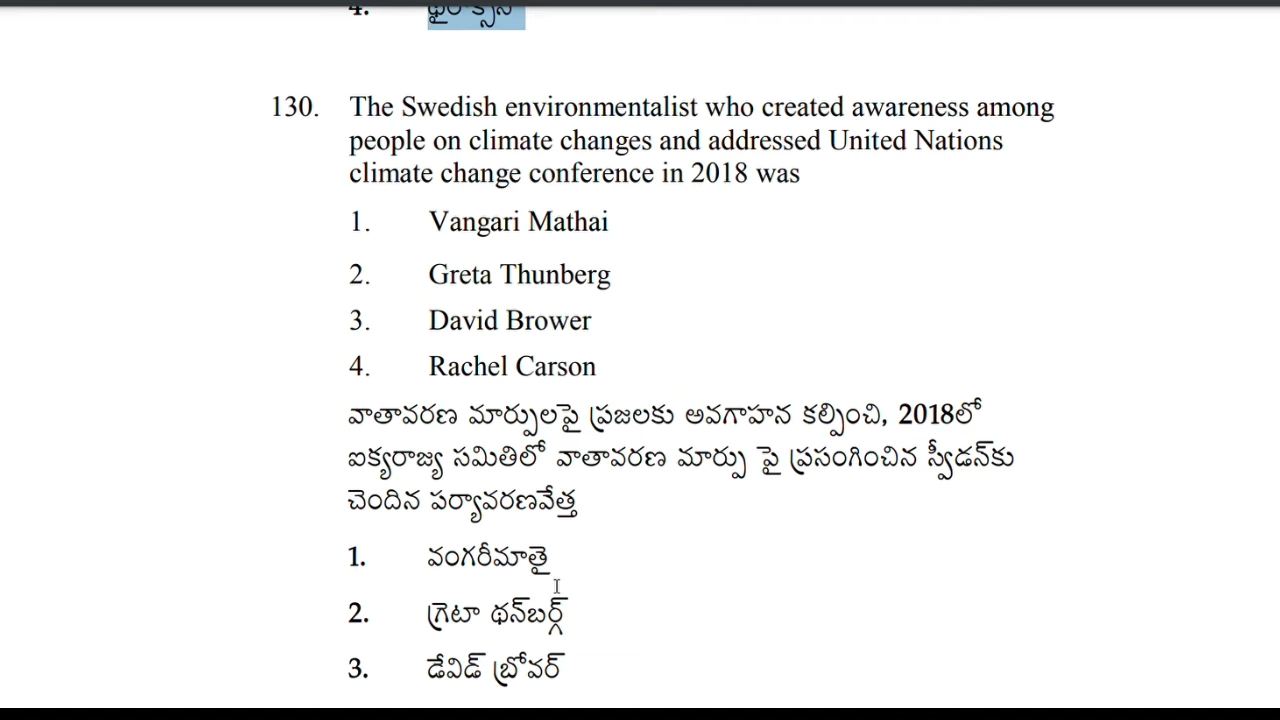 4. థైరాక్సిన్
130. The Swedish environmentalist who created awareness among
people on climate changes and addressed United Nations
climate change conference in 2018 was
1. Vangari Mathai
2. Greta Thunberg
3. David Brower
4. Rachel Carson
వాతావరణ మార్పులపై ప్రజలకు అవగాహన కల్పించి, 2018లో
ఐక్యరాజ్య సమితిలో వాతావరణ మార్పు పై ప్రసంగించిన స్వీడన్‌కు
చెందిన పర్యావరణవేత్త
1. వంగరీమాతై
2. గ్రెటా థన్‌బర్గ్
3. డేవిడ్ బ్రోవర్